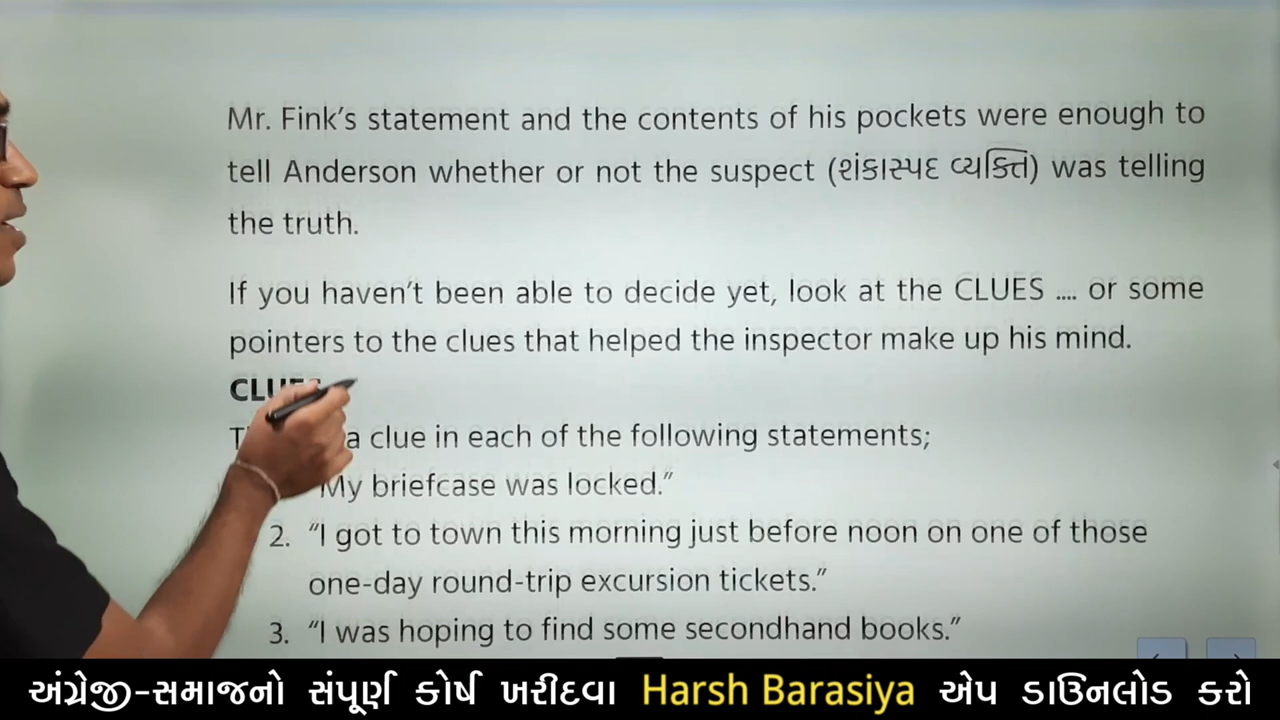 Mr. Fink’s statement and the contents of his pockets were enough to
tell Anderson whether or not the suspect (શંકાસ્પદ વ્યક્તિ) was telling
the truth.
If you haven’t been able to decide yet, look at the CLUES .... or some
pointers to the clues that helped the inspector make up his mind.
a clue in each of the following statements;
My briefcase was locked.”
2. “I got to town this morning just before noon on one of those
one-day round-trip excursion tickets.”
3. “I was hoping to find some secondhand books.”
અંગ્રેજી-સમાજનો સંપૂર્ણ કોર્ષ ખરીદવા Harsh Barasiya એપ ડાઉનલોડ કરો